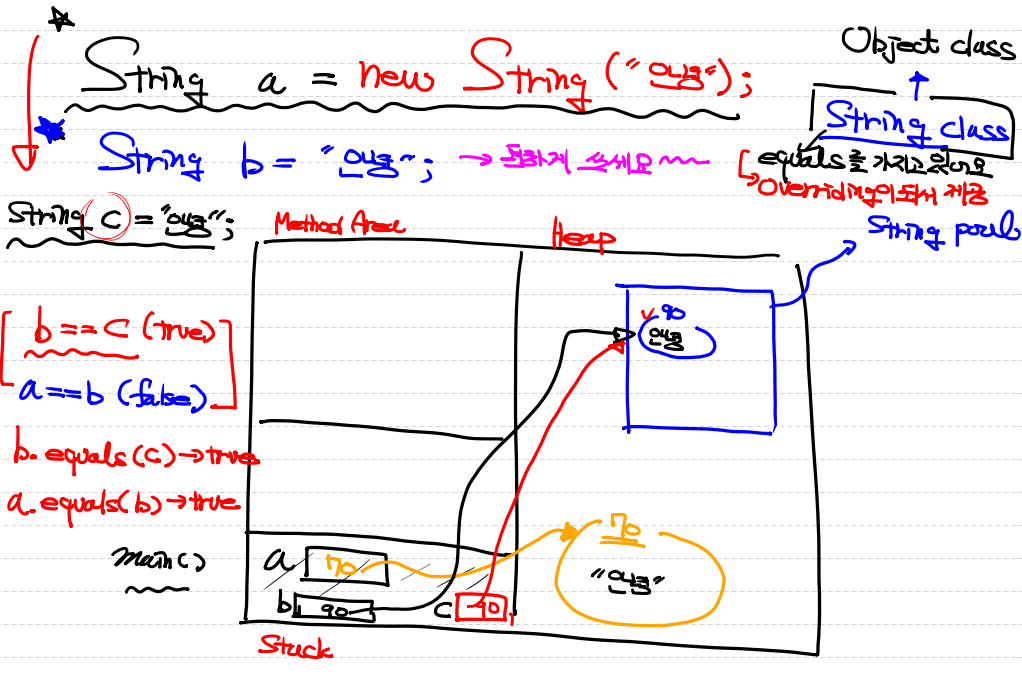 String a = new String("안녕");
Object class
String class
String b = "안녕"; → 편하게 쓰세요~~~
equals를 가지고 있어요
Overriding이 되서 제공
String c = "안녕";
Method Area
Heap
String pool
b == c (true)
90
안녕
a==b (false)
b.equals(c)→true
a.equals(b)→true
main()
a 70
70
"안녕"
b 90
c 90
Stack